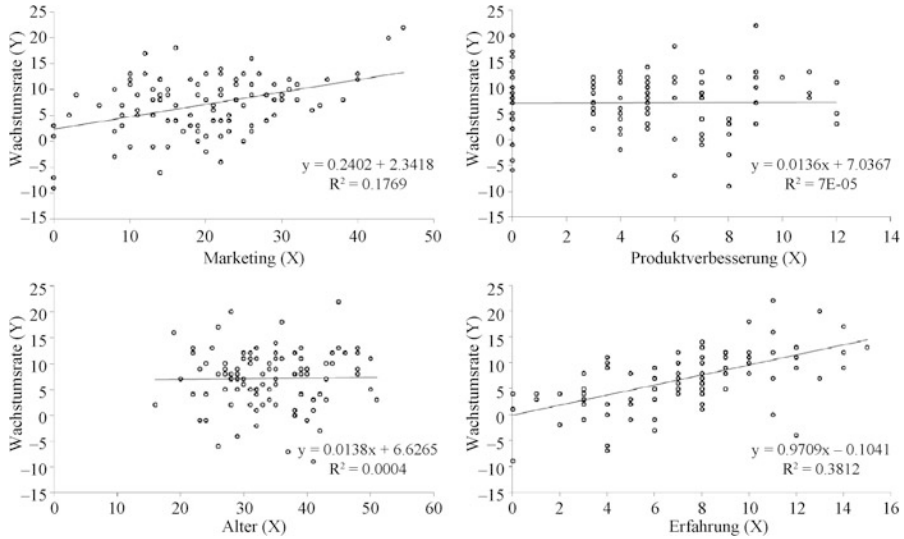 Wachstumsrate (Y)
25
20
15
10
5
0
−5
−10
−15
y = 0.2402 + 2.3418
R² = 0.1769
0 10 20 30 40 50
Marketing (X)
Wachstumsrate (Y)
25
20
15
10
5
0
−5
−10
−15
y = 0.0136x + 7.0367
R² = 7E-05
0 2 4 6 8 10 12 14
Produktverbesserung (X)
Wachstumsrate (Y)
25
20
15
10
5
0
−5
−10
−15
y = 0.0138x + 6.6265
R² = 0.0004
0 10 20 30 40 50 60
Alter (X)
Wachstumsrate (Y)
25
20
15
10
5
0
−5
−10
−15
y = 0.9709x − 0.1041
R² = 0.3812
0 2 4 6 8 10 12 14 16
Erfahrung (X)